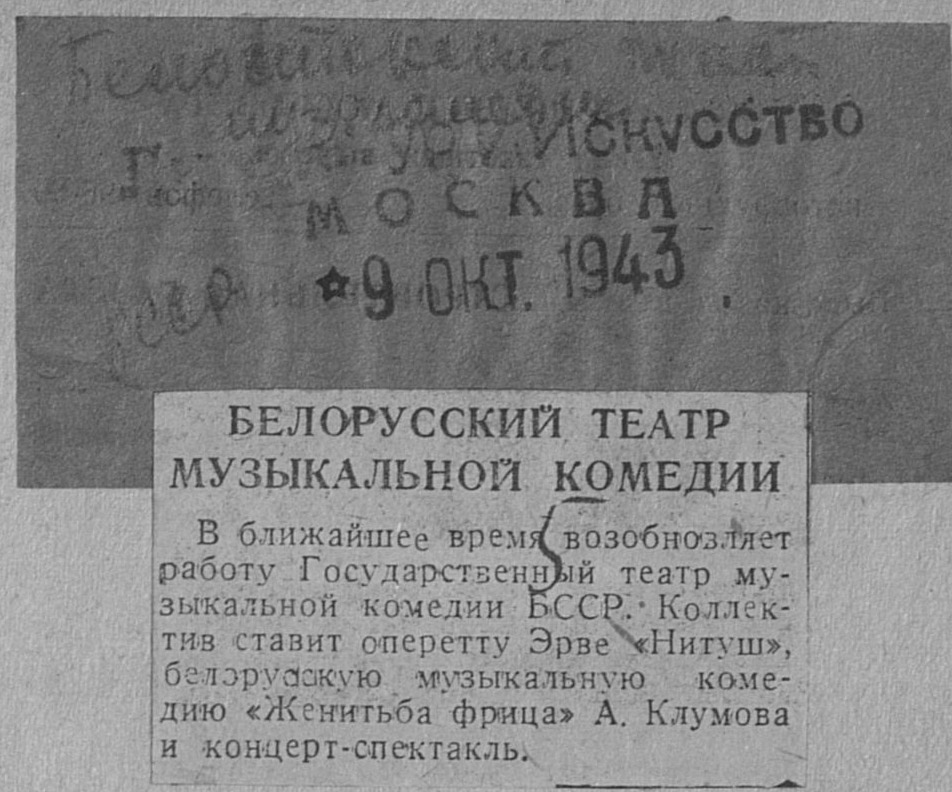 ИСКУССТВО
МОСКВА
★9 ОКТ. 1943
БЕЛОРУССКИЙ ТЕАТР
МУЗЫКАЛЬНОЙ КОМЕДИИ
В ближайшее время возобновляет
работу Государственный театр му-
зыкальной комедии БССР. Коллек-
тив ставит оперетту Эрве «Нитуш»,
белорусскую музыкальную коме-
дию «Женитьба фрица» А. Клумова
и концерт-спектакль.